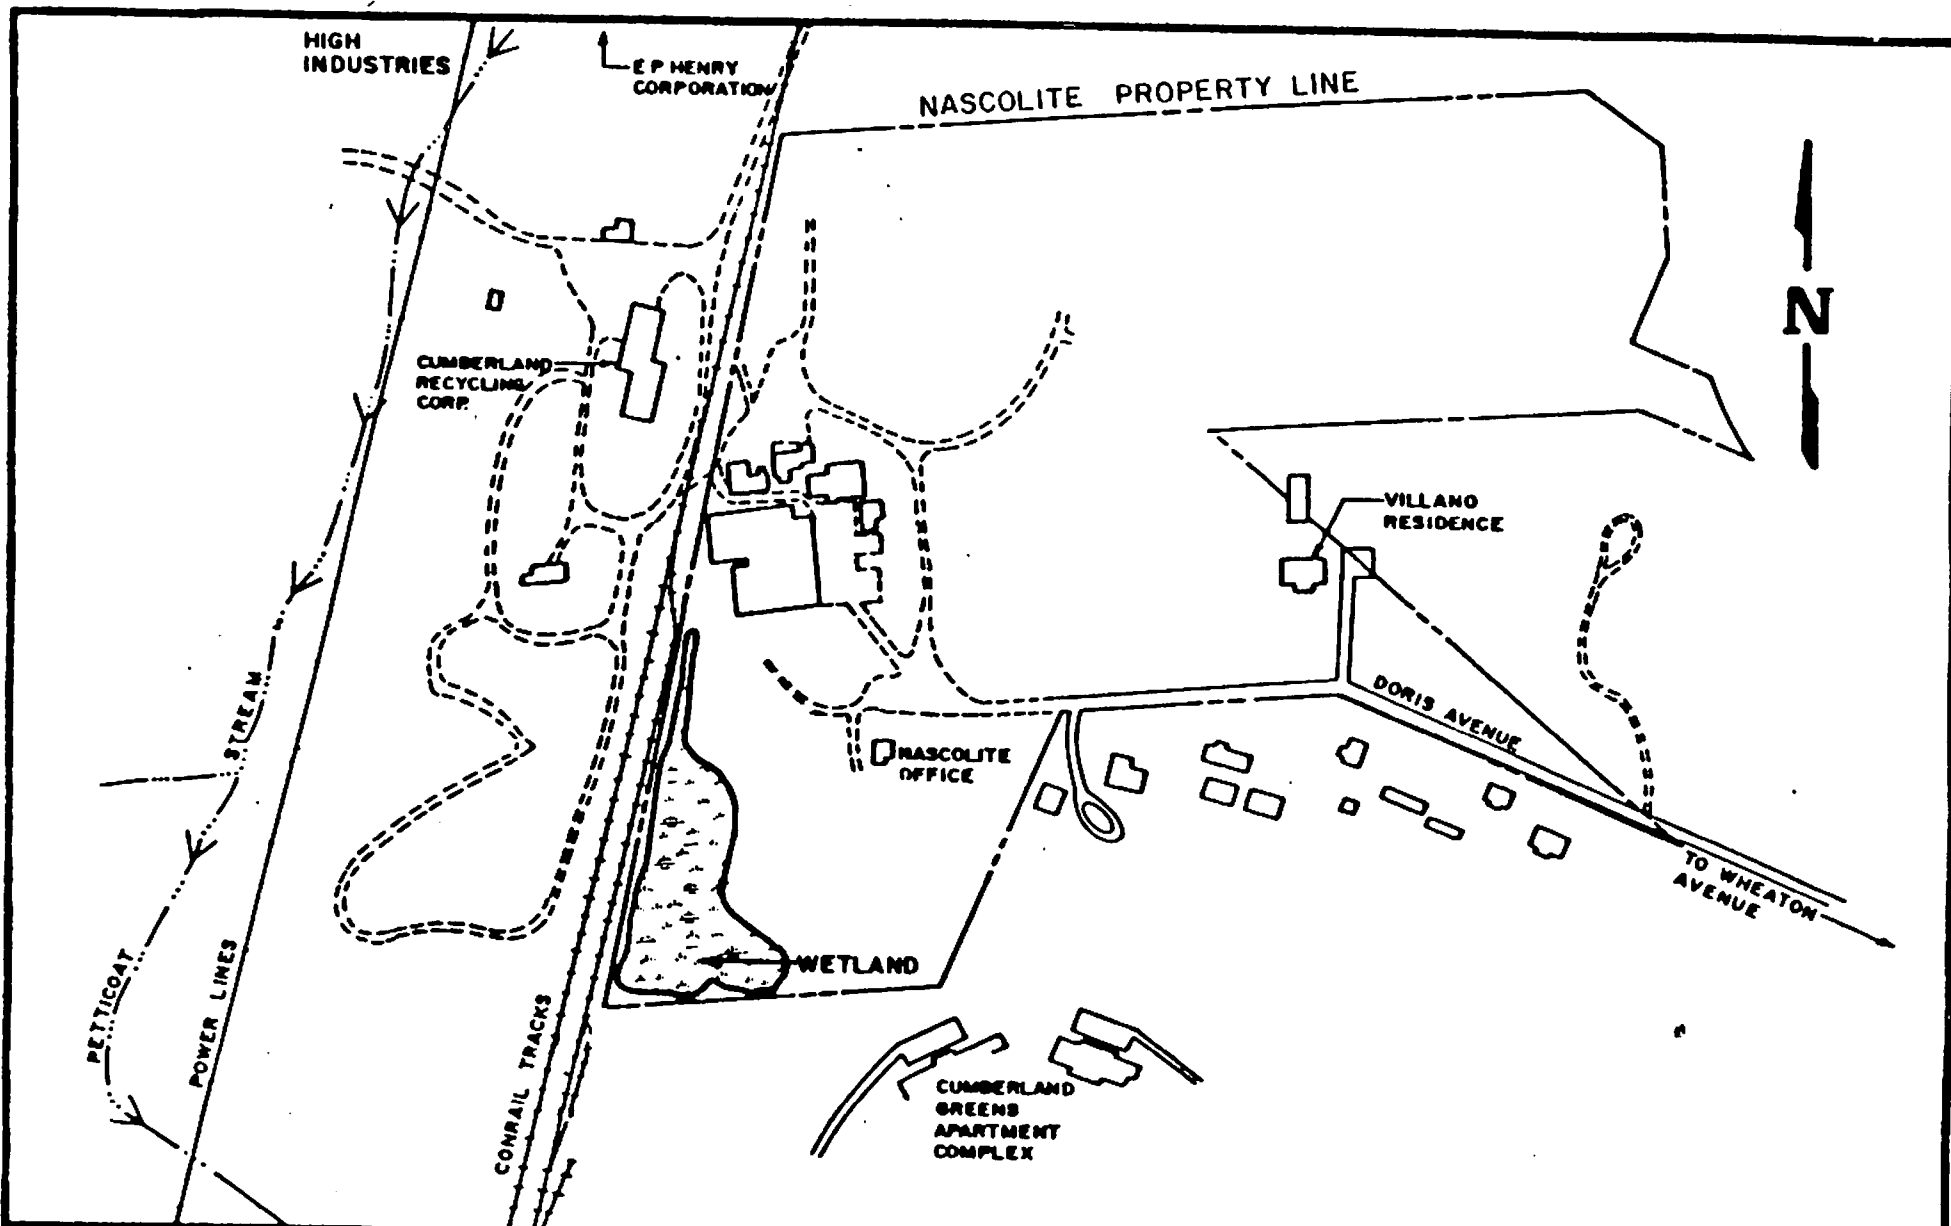 HIGH
INDUSTRIES
E P HENRY
CORPORATION
NASCOLITE PROPERTY LINE
N
CUMBERLAND
RECYCLING
CORP.
VILLANO
RESIDENCE
STREAM
DORIS AVENUE
NASCOLITE
OFFICE
TO WHEATON
AVENUE
PETTICOAT
POWER LINES
WETLAND
CONRAIL TRACKS
CUMBERLAND
GREENS
APARTMENT
COMPLEX